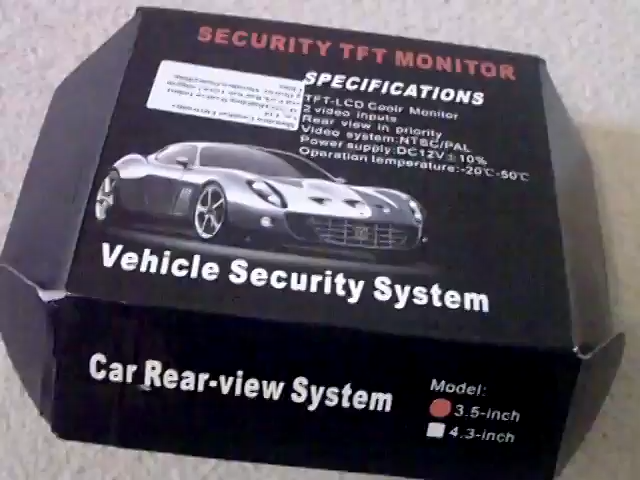 SECURITY TFT MONITOR
SPECIFICATIONS
TFT-LCD Coolr Monitor
2 video inputs
Rear view in priority
Video system:NTSC/PAL
Power supply:DC12V±10%
Operation temperature:-20℃-50℃
Vehicle Security System
Car Rear-view System
Model:
3.5-inch
4.3-inch